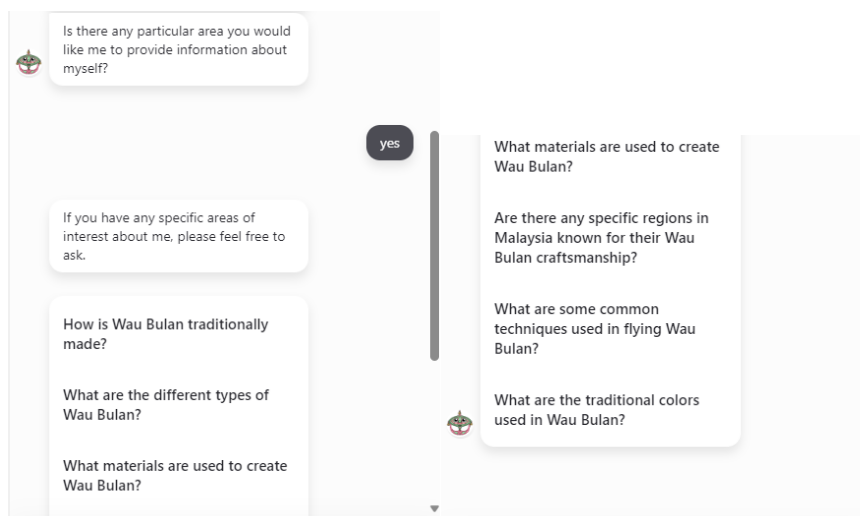 Is there any particular area you would
like me to provide information about
myself?
yes
If you have any specific areas of
interest about me, please feel free to
ask.
How is Wau Bulan traditionally
made?
What are the different types of
Wau Bulan?
What materials are used to create
Wau Bulan?
What materials are used to create
Wau Bulan?
Are there any specific regions in
Malaysia known for their Wau
Bulan craftsmanship?
What are some common
techniques used in flying Wau
Bulan?
What are the traditional colors
used in Wau Bulan?